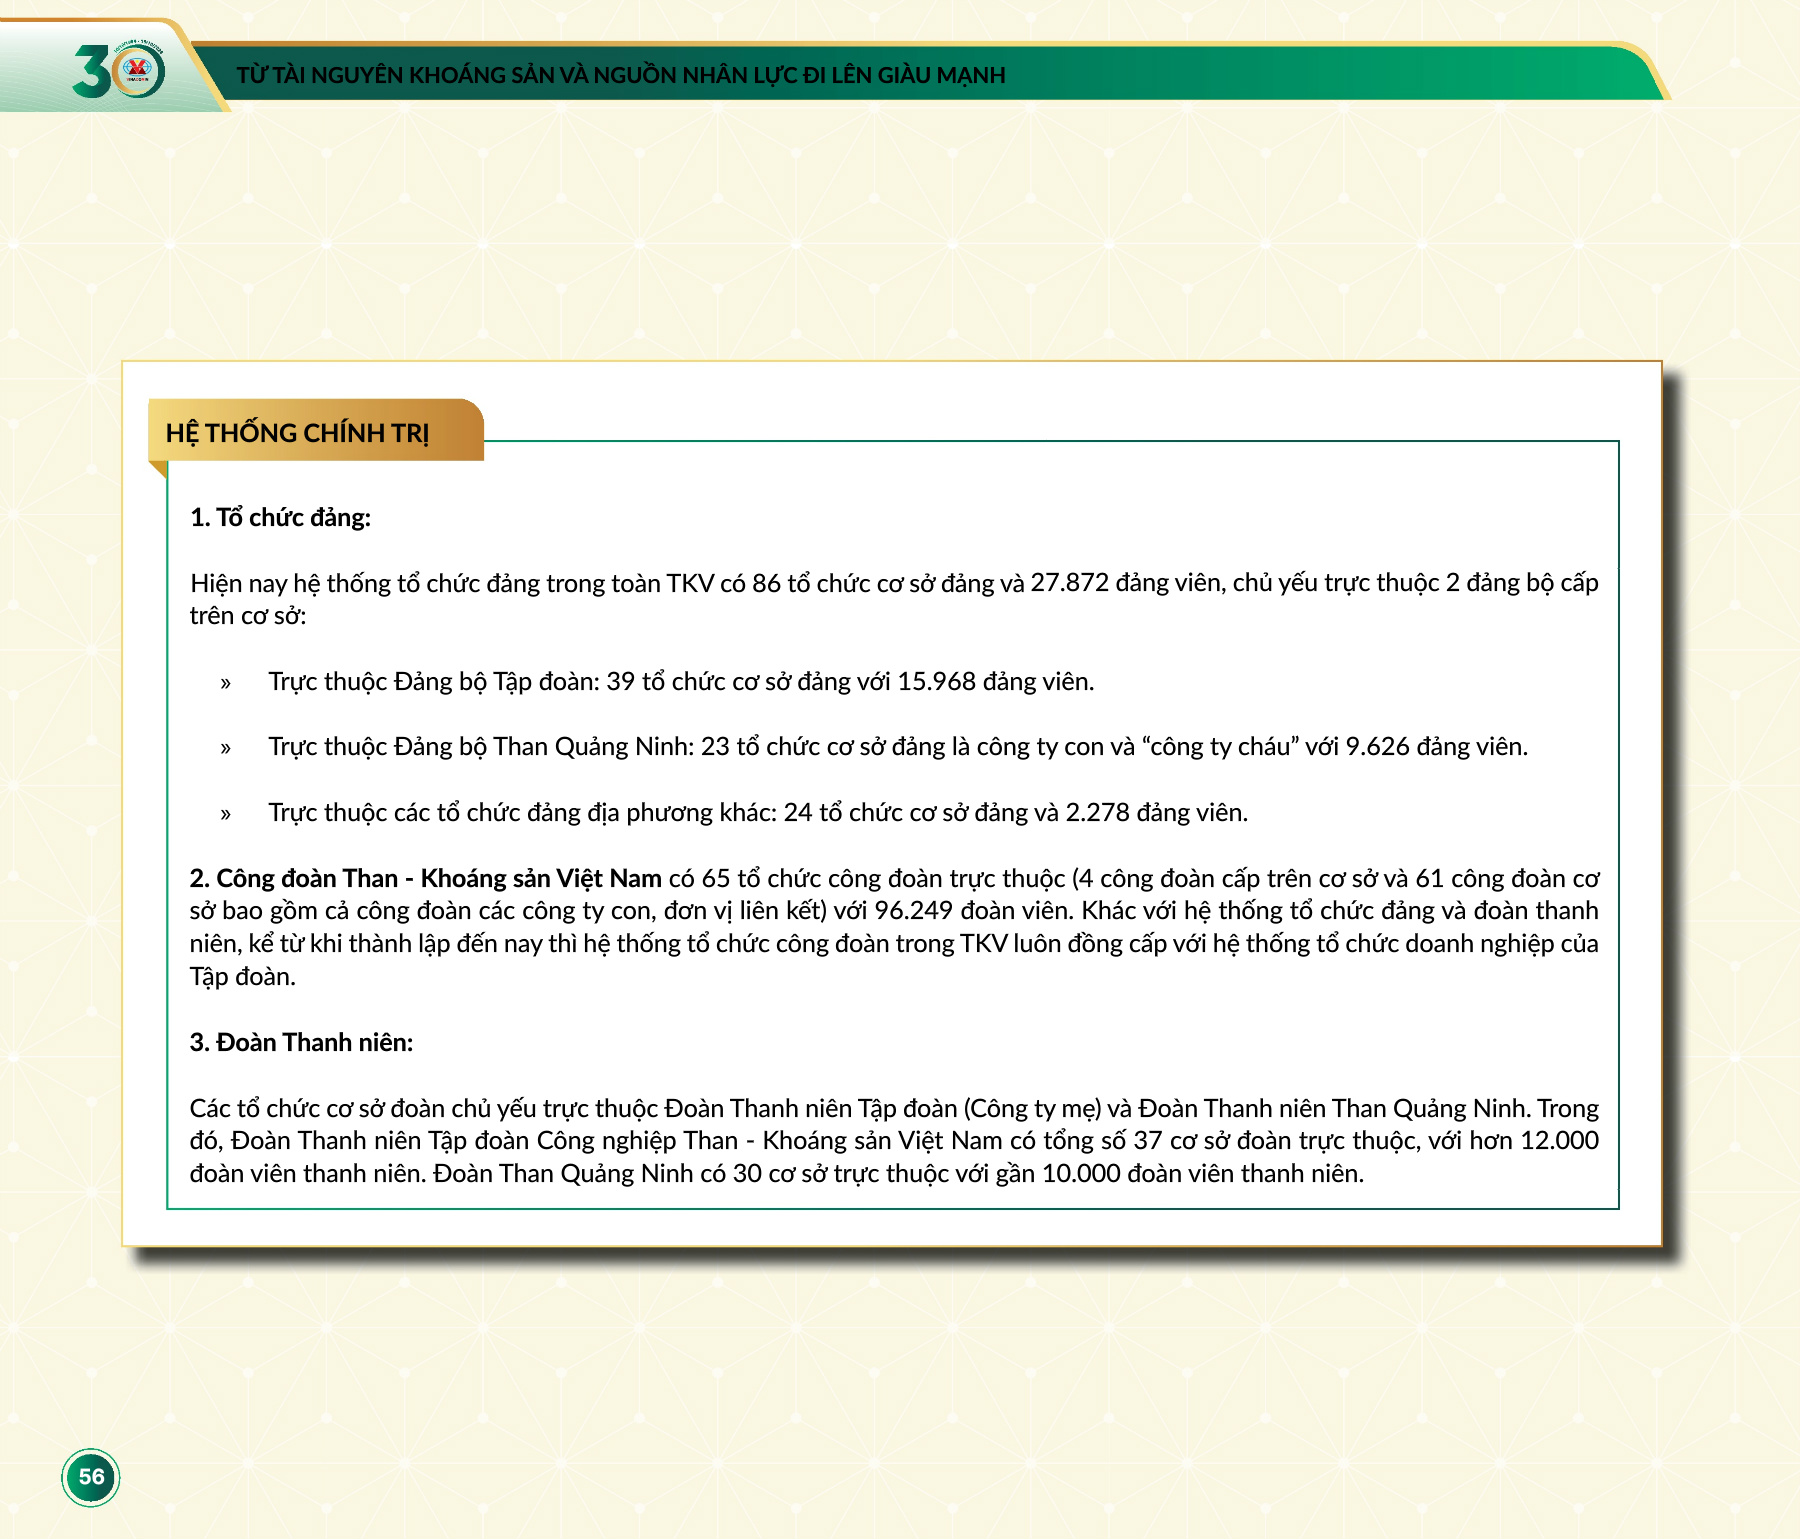 30
TỪ TÀI NGUYÊN KHOÁNG SẢN VÀ NGUỒN NHÂN LỰC ĐI LÊN GIÀU MẠNH
HỆ THỐNG CHÍNH TRỊ
1. Tổ chức đảng:
Hiện nay hệ thống tổ chức đảng trong toàn TKV có 86 tổ chức cơ sở đảng và 27.872 đảng viên, chủ yếu trực thuộc 2 đảng bộ cấp
trên cơ sở:
» Trực thuộc Đảng bộ Tập đoàn: 39 tổ chức cơ sở đảng với 15.968 đảng viên.
» Trực thuộc Đảng bộ Than Quảng Ninh: 23 tổ chức cơ sở đảng là công ty con và “công ty cháu” với 9.626 đảng viên.
» Trực thuộc các tổ chức đảng địa phương khác: 24 tổ chức cơ sở đảng và 2.278 đảng viên.
2. Công đoàn Than - Khoáng sản Việt Nam có 65 tổ chức công đoàn trực thuộc (4 công đoàn cấp trên cơ sở và 61 công đoàn cơ
sở bao gồm cả công đoàn các công ty con, đơn vị liên kết) với 96.249 đoàn viên. Khác với hệ thống tổ chức đảng và đoàn thanh
niên, kể từ khi thành lập đến nay thì hệ thống tổ chức công đoàn trong TKV luôn đồng cấp với hệ thống tổ chức doanh nghiệp của
Tập đoàn.
3. Đoàn Thanh niên:
Các tổ chức cơ sở đoàn chủ yếu trực thuộc Đoàn Thanh niên Tập đoàn (Công ty mẹ) và Đoàn Thanh niên Than Quảng Ninh. Trong
đó, Đoàn Thanh niên Tập đoàn Công nghiệp Than - Khoáng sản Việt Nam có tổng số 37 cơ sở đoàn trực thuộc, với hơn 12.000
đoàn viên thanh niên. Đoàn Than Quảng Ninh có 30 cơ sở trực thuộc với gần 10.000 đoàn viên thanh niên.
56